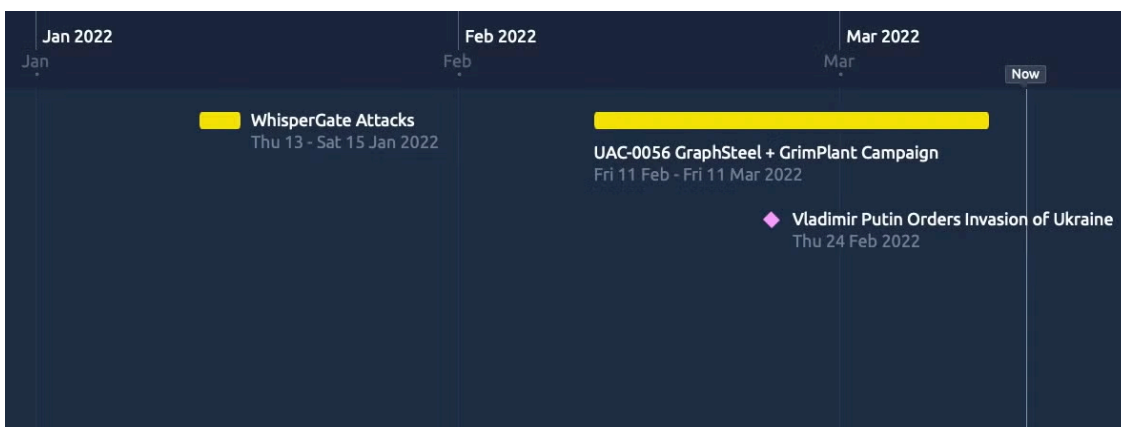 Jan 2022
Feb 2022
Mar 2022
Jan
Feb
Mar
Now
WhisperGate Attacks
Thu 13 - Sat 15 Jan 2022
UAC-0056 GraphSteel + GrimPlant Campaign
Fri 11 Feb - Fri 11 Mar 2022
Vladimir Putin Orders Invasion of Ukraine
Thu 24 Feb 2022